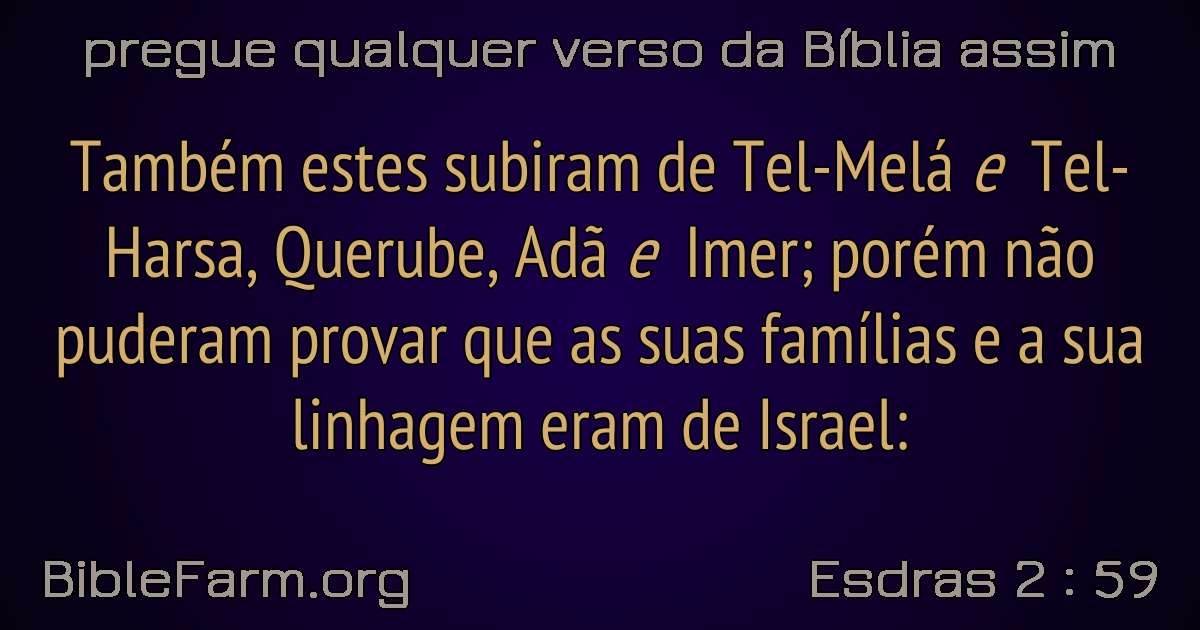 pregue qualquer verso da Bíblia assim
Também estes subiram de Tel-Melá e Tel-
Harsa, Querube, Adã e Imer; porém não
puderam provar que as suas famílias e a sua
linhagem eram de Israel:
BibleFarm.org
Esdras 2 : 59